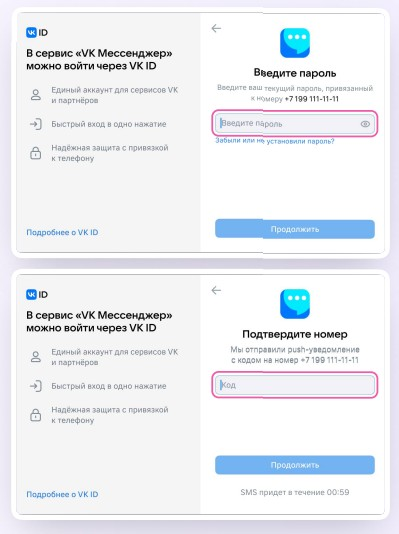 VK ID
В сервис «VK Мессенджер»
можно войти через VK ID
Единый аккаунт для сервисов VK
и партнёров
Быстрый вход в одно нажатие
Надёжная защита с привязкой
к телефону
Подробнее о VK ID
Введите пароль
Введите ваш текущий пароль, привязанный
к номеру +7 199 111-11-11
Введите пароль
Забыли или не установили пароль?
Продолжить
VK ID
В сервис «VK Мессенджер»
можно войти через VK ID
Единый аккаунт для сервисов VK
и партнёров
Быстрый вход в одно нажатие
Надёжная защита с привязкой
к телефону
Подробнее о VK ID
Подтвердите номер
Мы отправили push-уведомление
с кодом на номер +7 199 111-11-11
Код
Продолжить
SMS придет в течение 00:59